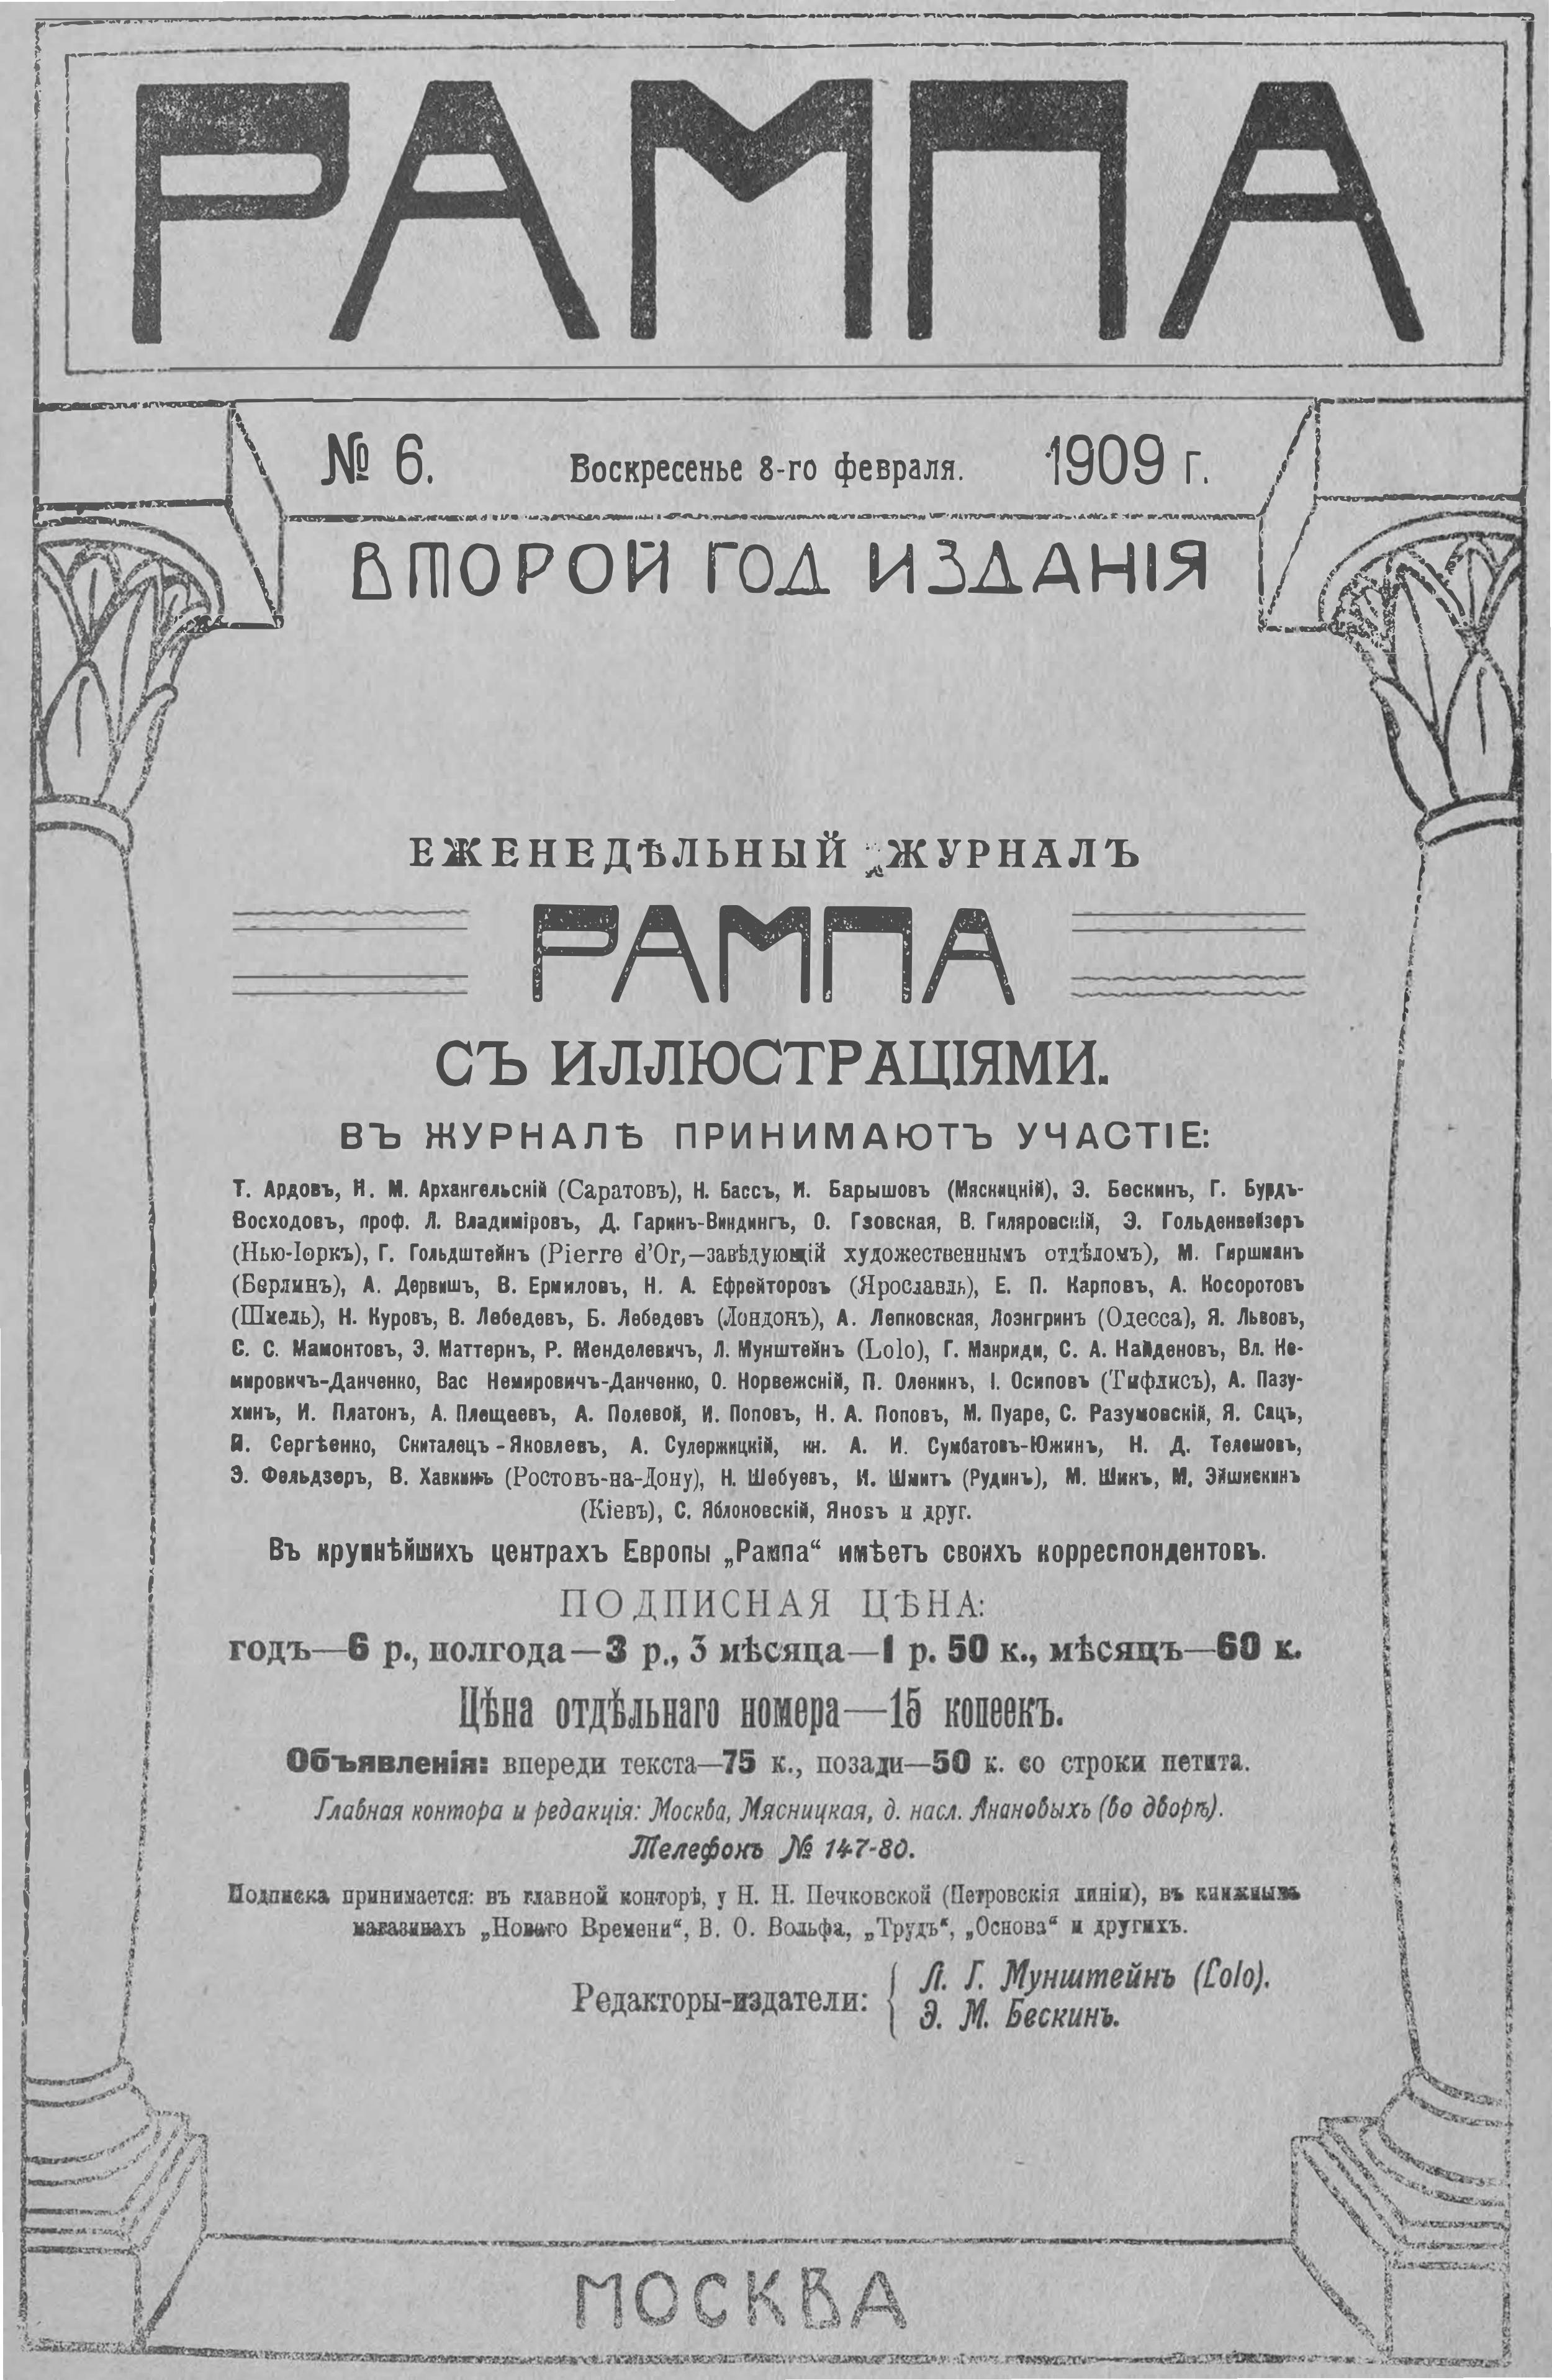 РАМПА
№ 6. Воскресенье 8-го февраля. 1909 г.
ВТОРОЙ ГОД ИЗДАНІЯ
ЕЖЕНЕДѢЛЬНЫЙ ЖУРНАЛЪ
РАМПА
СЪ ИЛЛЮСТРАЦІЯМИ.
ВЪ ЖУРНАЛѢ ПРИНИМАЮТЪ УЧАСТІЕ:
Т. Ардовъ, Н. М. Архангельскій (Саратовъ), Н. Бассъ, И. Барышовъ (Мясницкій), Э. Бескинъ, Г. Бурдъ-
Восходовъ, проф. Л. Владиміровъ, Д. Гаринъ-Виндингъ, О. Гзовская, В. Гиляровскій, Э. Гольденвейзеръ
(Нью-Іоркъ), Г. Гольдштейнъ (Pierre d'Or,—завѣдующій художественнымъ отдѣломъ), М. Гиршманъ
(Берлинъ), А. Дервишъ, В. Ермиловъ, Н. А. Ефрейторовъ (Ярославль), Е. П. Карповъ, А. Косоротовъ
(Шмель), Н. Куровъ, В. Лебедевъ, Б. Лебедевъ (Лондонъ), А. Лепковская, Лоэнгринъ (Одесса), Я. Львовъ,
С. С. Мамонтовъ, Э. Маттернъ, Р. Менделевичъ, Л. Мунштейнъ (Lolo), Г. Макриди, С. А. Найденовъ, Вл. Не-
мировичъ-Данченко, Вас Немировичъ-Данченко, О. Норвежскій, П. Оленинъ, І. Осиповъ (Тифлисъ), А. Пазу-
хинъ, И. Платонъ, А. Плещеевъ, А. Полевой, И. Поповъ, Н. А. Поповъ, М. Пуаре, С. Разумовскій, Я. Сацъ,
П. Сергѣенко, Скиталецъ-Яковлевъ, А. Сулержицкій, кн. А. И. Сумбатовъ-Южинъ, Н. Д. Телешовъ,
Э. Фельдзеръ, В. Хавкинъ (Ростовъ-на-Дону), Н. Шебуевъ, И. Шмитъ (Рудинъ), М. Шикъ, М. Эйшискинъ
(Кіевъ), С. Яблоновскій, Яновъ и друг.
Въ крупнѣйшихъ центрахъ Европы „Рампа“ имѣетъ своихъ корреспондентовъ.
ПОДПИСНАЯ ЦѢНА:
годъ—6 р., полгода—3 р., 3 мѣсяца—1 р. 50 к., мѣсяцъ—60 к.
Цѣна отдѣльнаго номера—15 копеекъ.
Объявленія: впереди текста—75 к., позади—50 к. со строки петита.
Главная контора и редакція: Москва, Мясницкая, д. насл. Ананов­ыхъ (во дворѣ).
Телефонъ № 147-80.
Подписка принимается: въ главной конторѣ, у Н. Н. Печковской (Петровскія линіи), въ книжныхъ
магазинахъ „Новаго Времени“, В. О. Вольфа, „Трудъ“, „Основа“ и другихъ.
Редакторы-издатели: { Л. Г. Мунштейнъ (Lolo).
Э. М. Бескинъ.
МОСКВА